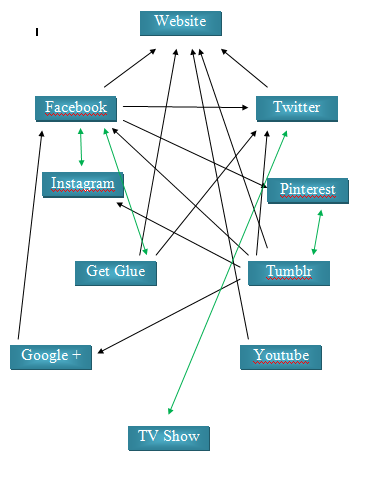 Website
Facebook
Twitter
Instagram
Pinterest
Get Glue
Tumblr
Google +
Youtube
TV Show